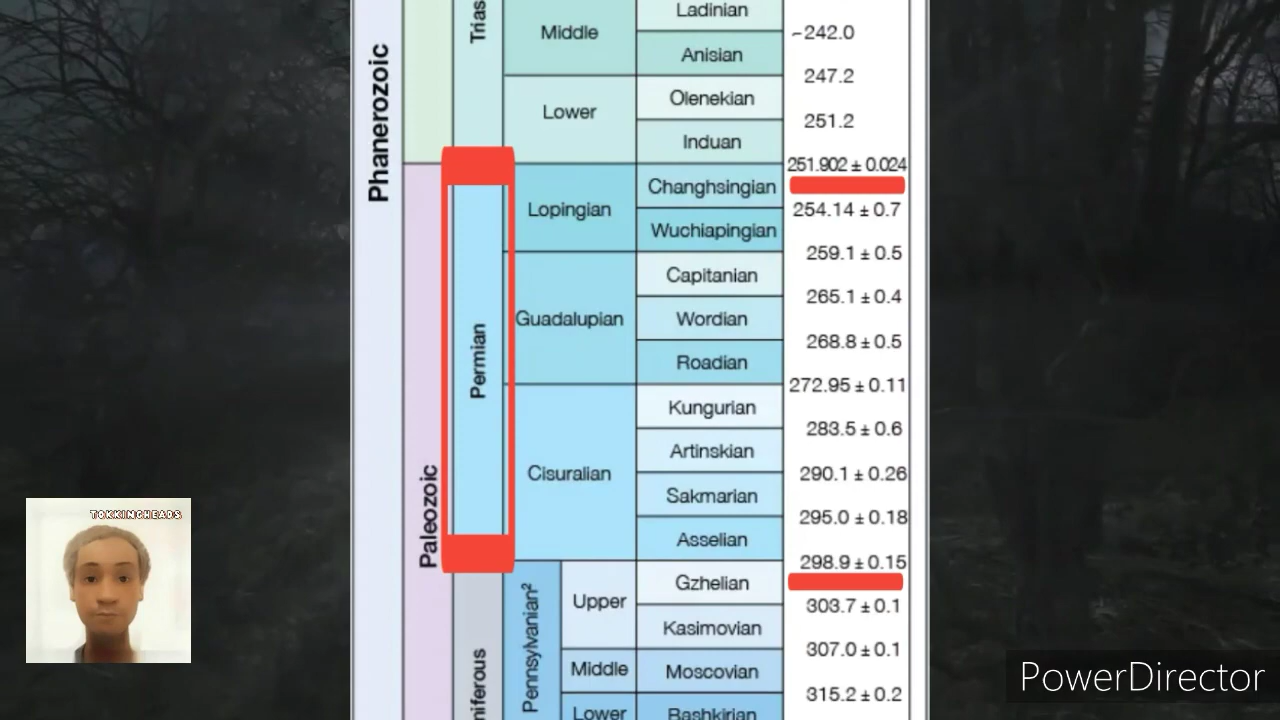 Phanerozoic
Paleozoic
Trias
Permian
niferous
Middle
Lower
Lopingian
Guadalupian
Cisuralian
Pennsylvanian²
Upper
Middle
Lower
Ladinian
Anisian
Olenekian
Induan
Changhsingian
Wuchiapingian
Capitanian
Wordian
Roadian
Kungurian
Artinskian
Sakmarian
Asselian
Gzhelian
Kasimovian
Moscovian
Bashkirian
~242.0
247.2
251.2
251.902 ± 0.024
254.14 ± 0.7
259.1 ± 0.5
265.1 ± 0.4
268.8 ± 0.5
272.95 ± 0.11
283.5 ± 0.6
290.1 ± 0.26
295.0 ± 0.18
298.9 ± 0.15
303.7 ± 0.1
307.0 ± 0.1
315.2 ± 0.2
TOKKINGHEADS
PowerDirector